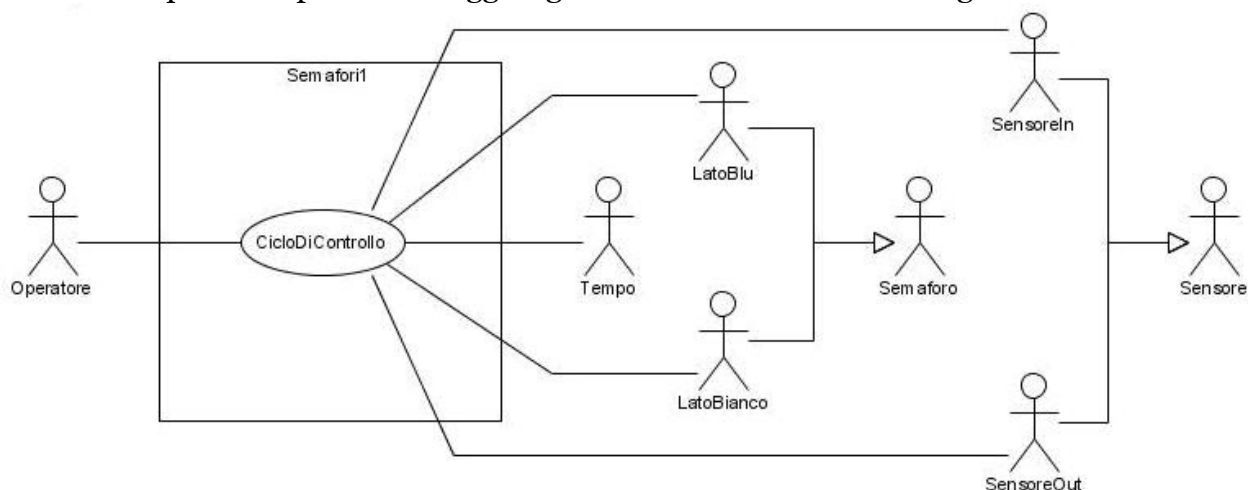 Semafori1
SensoreIn
LatoBlu
CicloDiControllo
Operatore
Tempo
Semaforo
Sensore
LatoBianco
SensoreOut